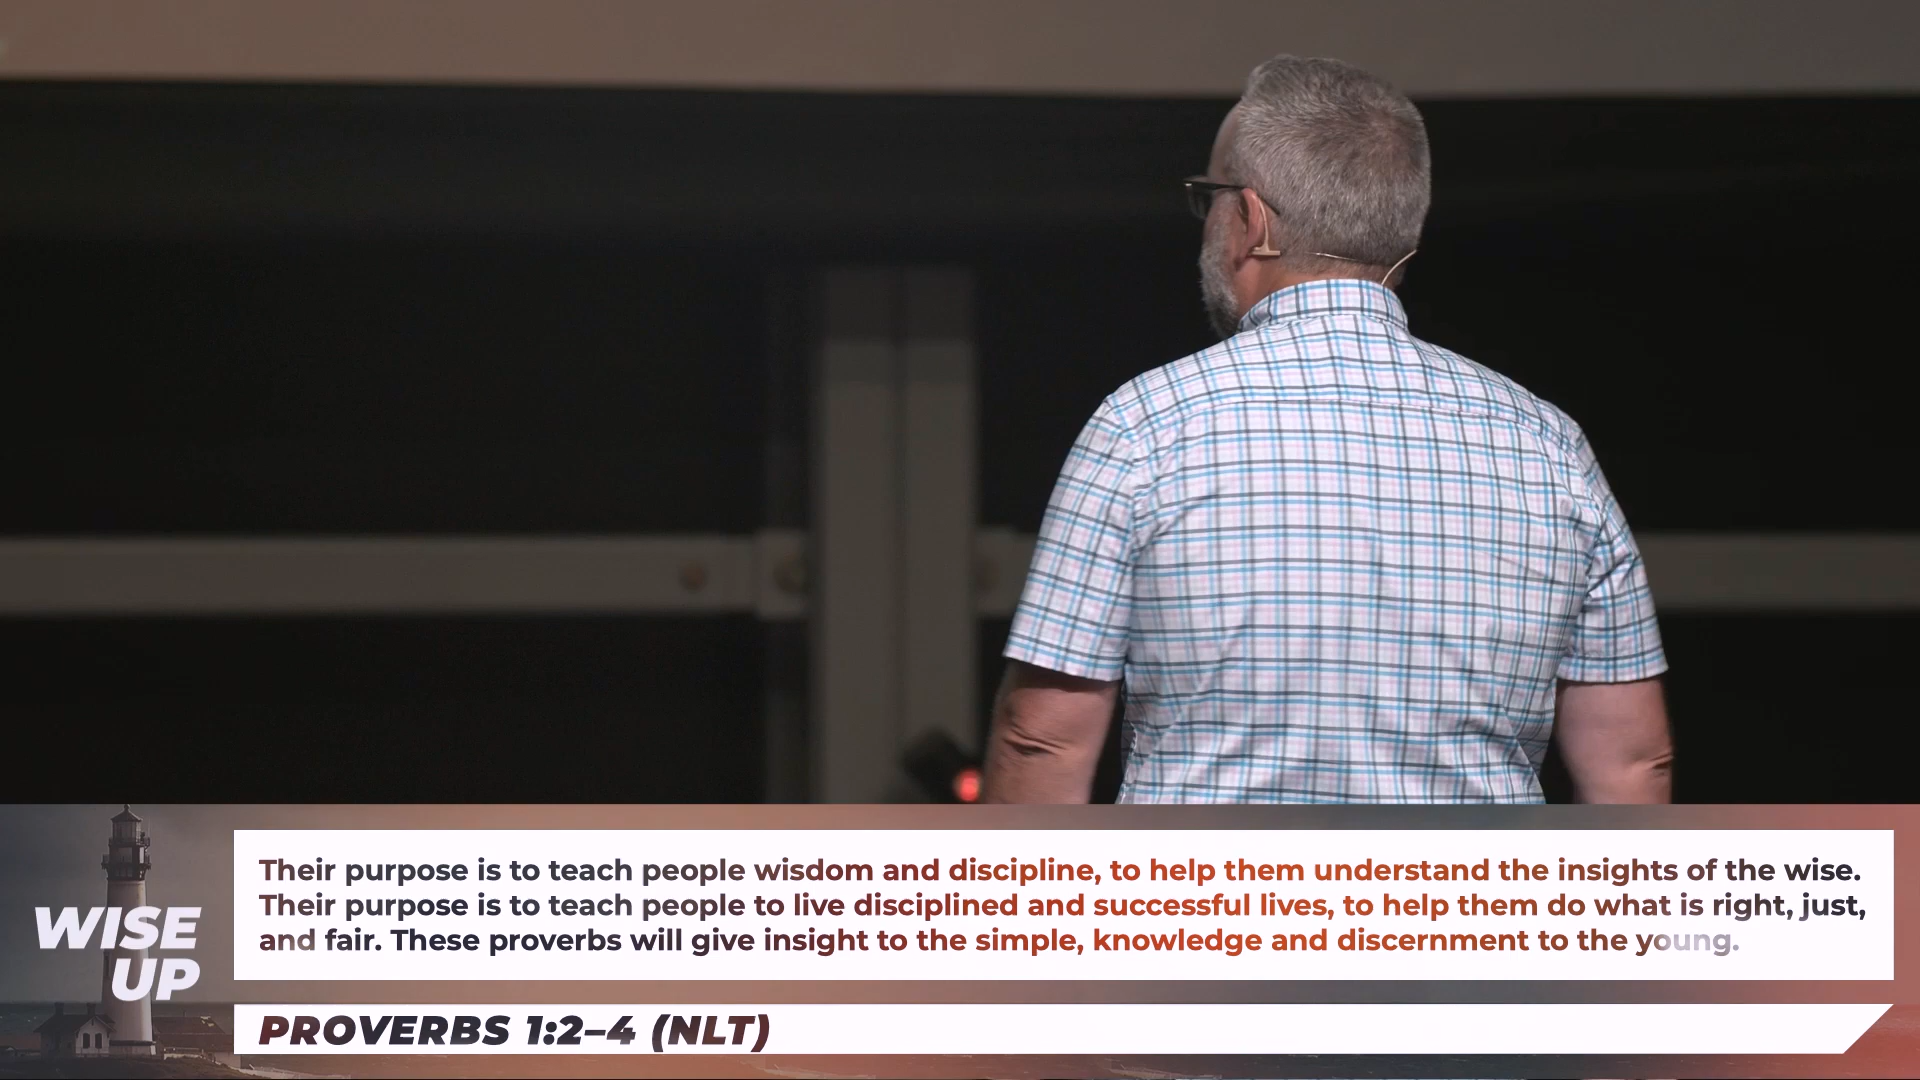 Their purpose is to teach people wisdom and discipline, to help them understand the insights of the wise.
Their purpose is to teach people to live disciplined and successful lives, to help them do what is right, just,
and fair. These proverbs will give insight to the simple, knowledge and discernment to the young.
WISE
UP
PROVERBS 1:2–4 (NLT)